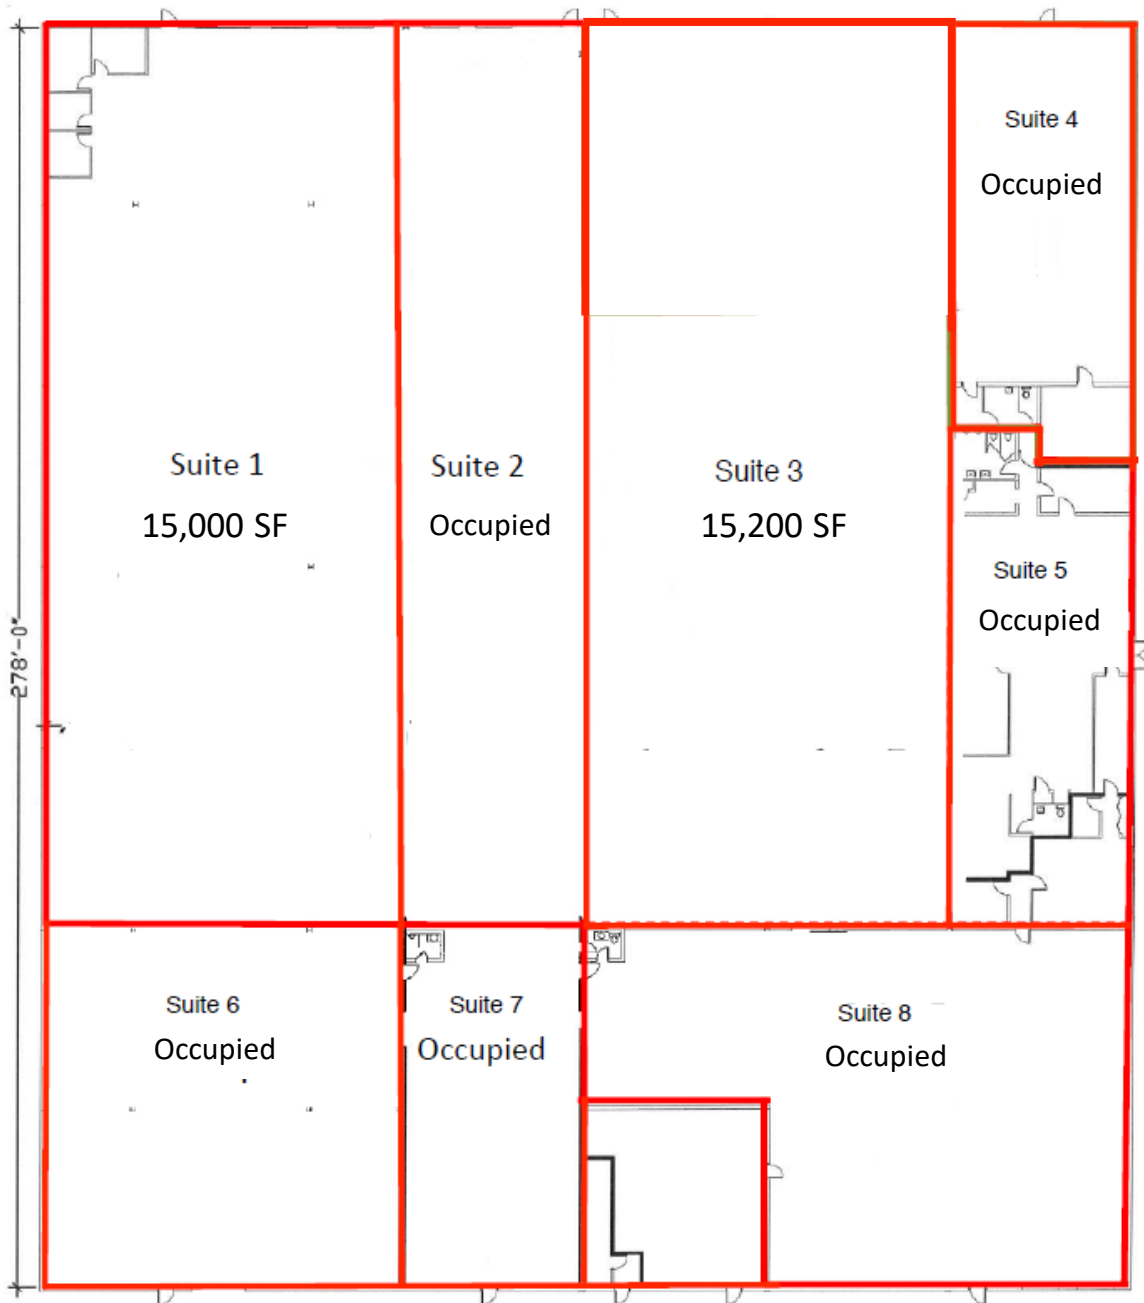 Suite 4
Occupied
Suite 1
15,000 SF
Suite 2
Occupied
Suite 3
15,200 SF
Suite 5
Occupied
278'-0"
Suite 6
Occupied
Suite 7
Occupied
Suite 8
Occupied